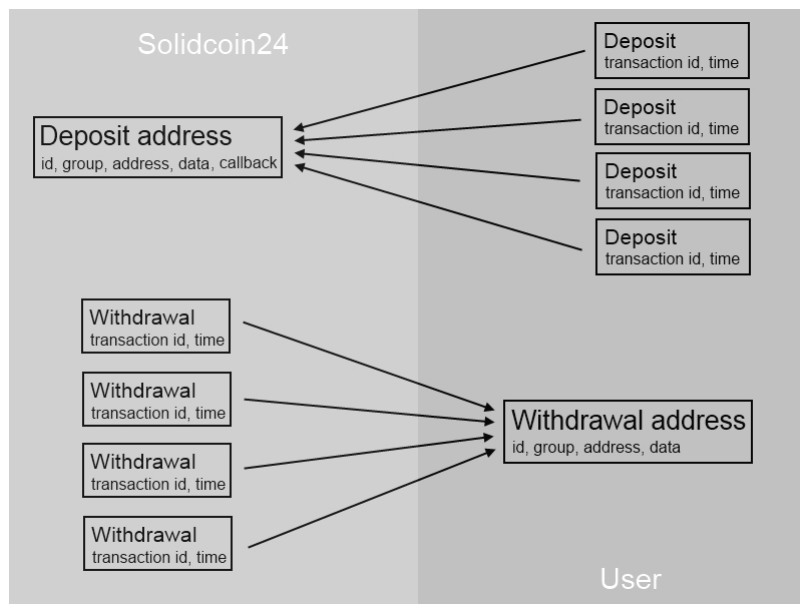 Solidcoin24
Deposit address
id, group, address, data, callback
Deposit
transaction id, time
Deposit
transaction id, time
Deposit
transaction id, time
Deposit
transaction id, time
Withdrawal
transaction id, time
Withdrawal
transaction id, time
Withdrawal
transaction id, time
Withdrawal
transaction id, time
Withdrawal address
id, group, address, data
User